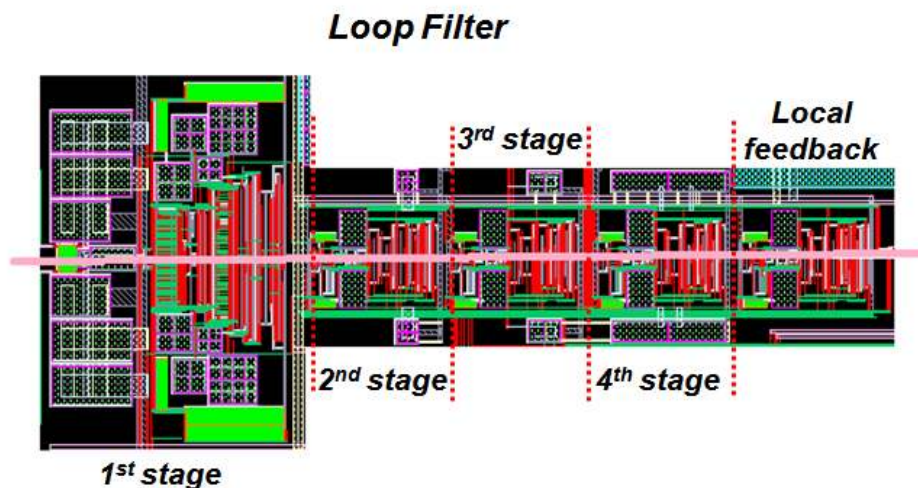 Loop Filter
3rd stage
Local
feedback
2nd stage
4th stage
1st stage